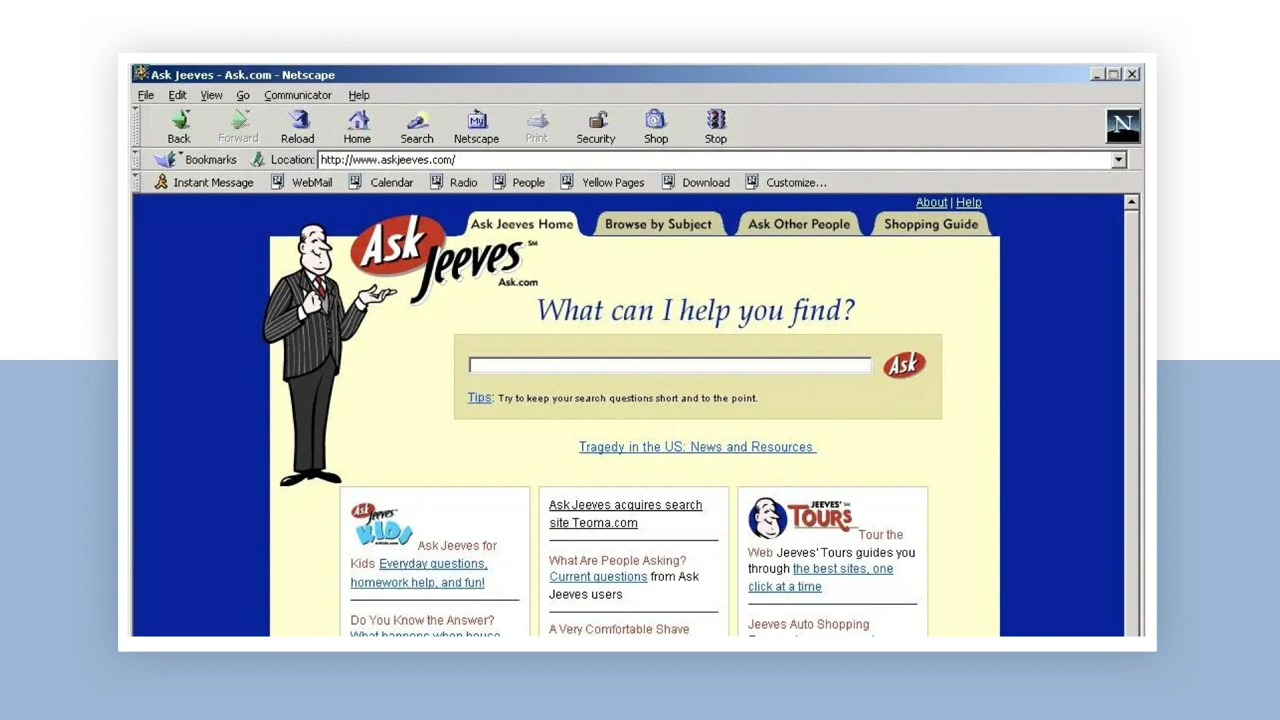 Ask Jeeves - Ask.com - Netscape
File Edit View Go Communicator Help
Back Forward Reload Home Search Netscape Print Security Shop Stop
My
N
Bookmarks Location: http://www.askjeeves.com/
Instant Message WebMail Calendar Radio People Yellow Pages Download Customize...
About | Help
Ask Jeeves Home Browse by Subject Ask Other People Shopping Guide
Ask
Jeeves SM
Ask.com
What can I help you find?
Ask
Tips: Try to keep your search questions short and to the point.
Tragedy in the US: News and Resources
Ask
Jeeves
KIDS
Ask Jeeves for
Kids Everyday questions,
homework help, and fun!
Do You Know the Answer?
What happens when house
Ask Jeeves acquires search
site Teoma.com
What Are People Asking?
Current questions from Ask
Jeeves users
A Very Comfortable Shave
JEEVES' SM
TOURS
Tour the
Web Jeeves' Tours guides you
through the best sites, one
click at a time
Jeeves Auto Shopping